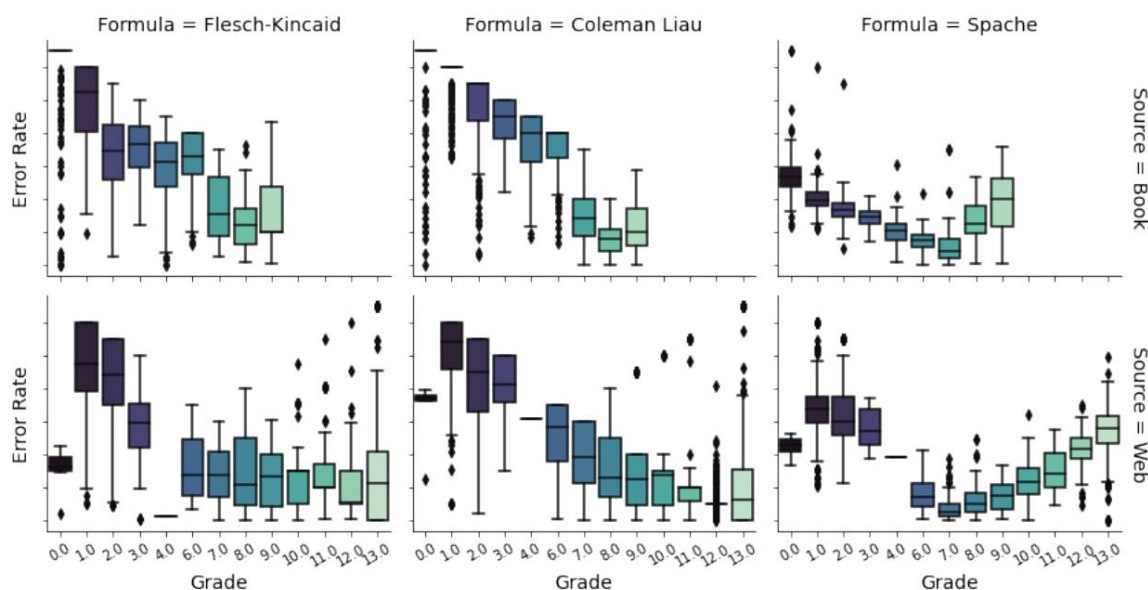 Formula = Flesch-Kincaid
Formula = Coleman Liau
Formula = Spache
Error Rate
Source = Book
Error Rate
Source = Web
0.0 1.0 2.0 3.0 4.0 6.0 7.0 8.0 9.0 10.0 11.0 12.0 13.0
0.0 1.0 2.0 3.0 4.0 6.0 7.0 8.0 9.0 10.0 11.0 12.0 13.0
0.0 1.0 2.0 3.0 4.0 6.0 7.0 8.0 9.0 10.0 11.0 12.0 13.0
Grade
Grade
Grade